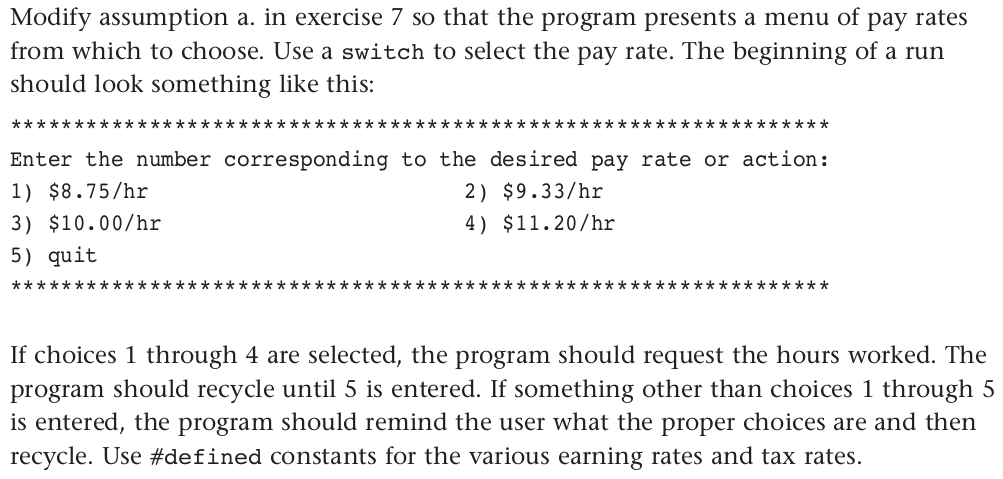 Modify assumption a. in exercise 7 so that the program presents a menu of pay rates
from which to choose. Use a switch to select the pay rate. The beginning of a run
should look something like this:
*****************************************************************
Enter the number corresponding to the desired pay rate or action:
1) $8.75/hr                         2) $9.33/hr
3) $10.00/hr                        4) $11.20/hr
5) quit
*****************************************************************
If choices 1 through 4 are selected, the program should request the hours worked. The
program should recycle until 5 is entered. If something other than choices 1 through 5
is entered, the program should remind the user what the proper choices are and then
recycle. Use #defined constants for the various earning rates and tax rates.